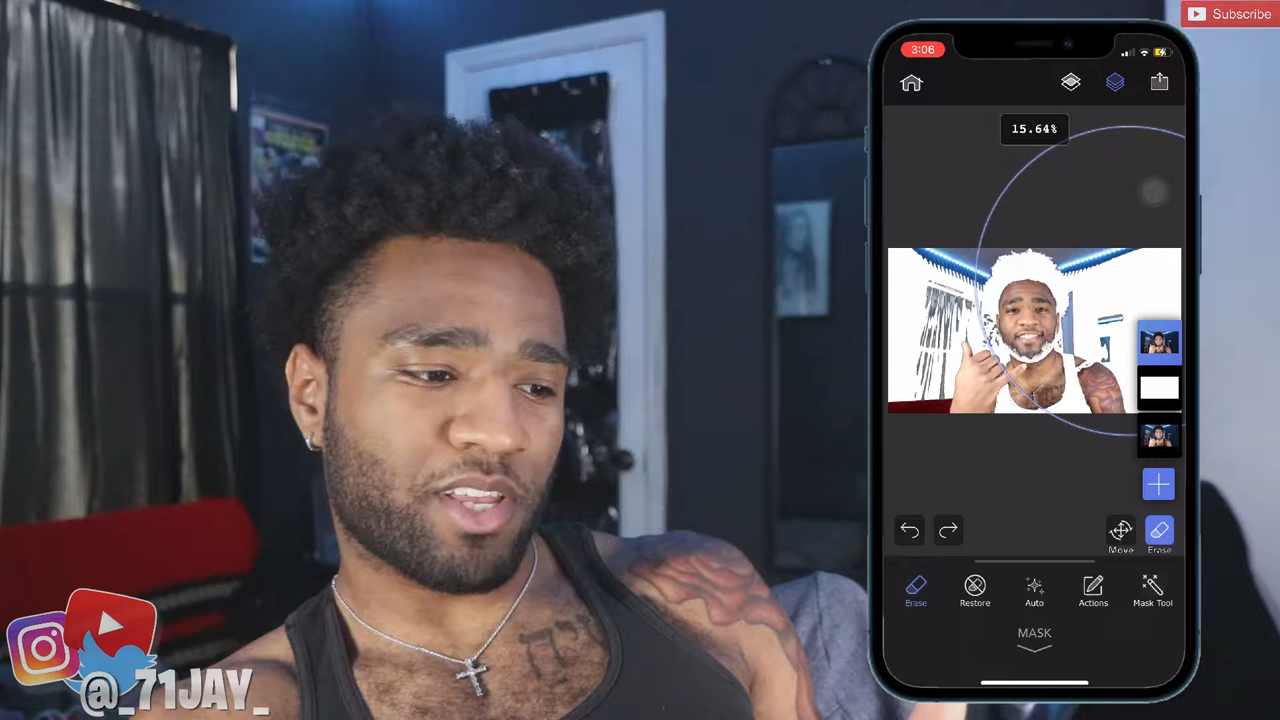 Subscribe
3:06
15.64%
Move
Erase
Erase
Restore
Auto
Actions
Mask Tool
MASK
@_71JAY_